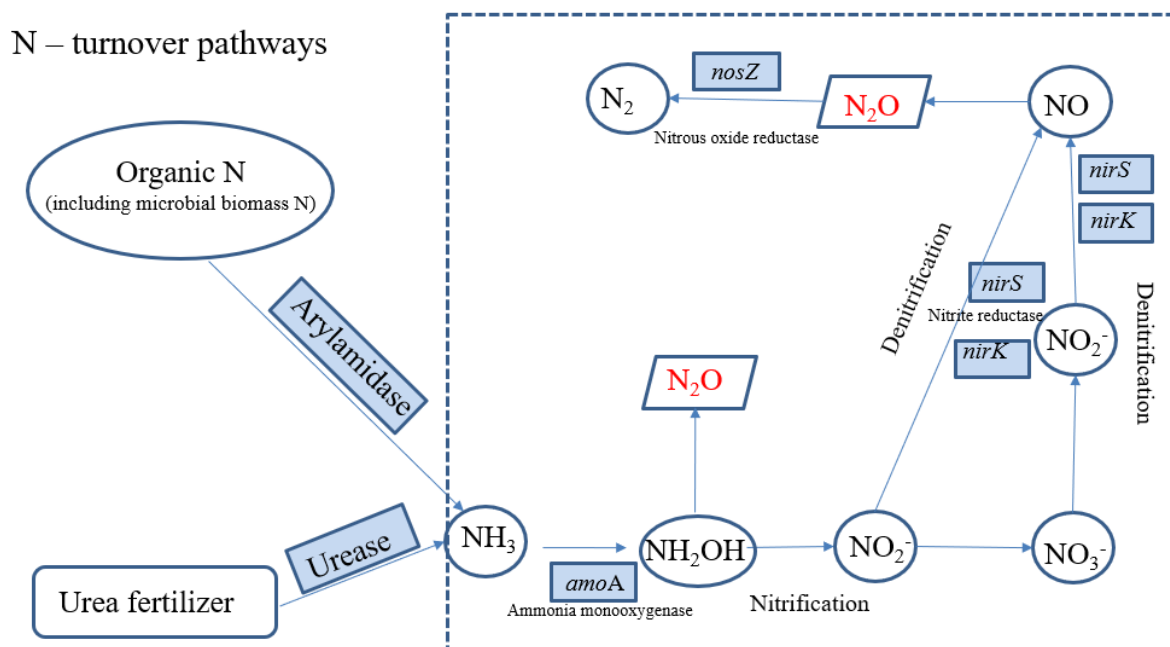 N – turnover pathways
nosZ
N₂
N₂O
NO
Nitrous oxide reductase
Organic N
(including microbial biomass N)
nirS
nirK
Denitrification
nirS
Nitrite reductase
nirK
NO₂⁻
Denitrification
Arylamidase
N₂O
Urease
NH₃
NH₂OH
NO₂⁻
NO₃⁻
Urea fertilizer
amoA
Ammonia monooxygenase
Nitrification